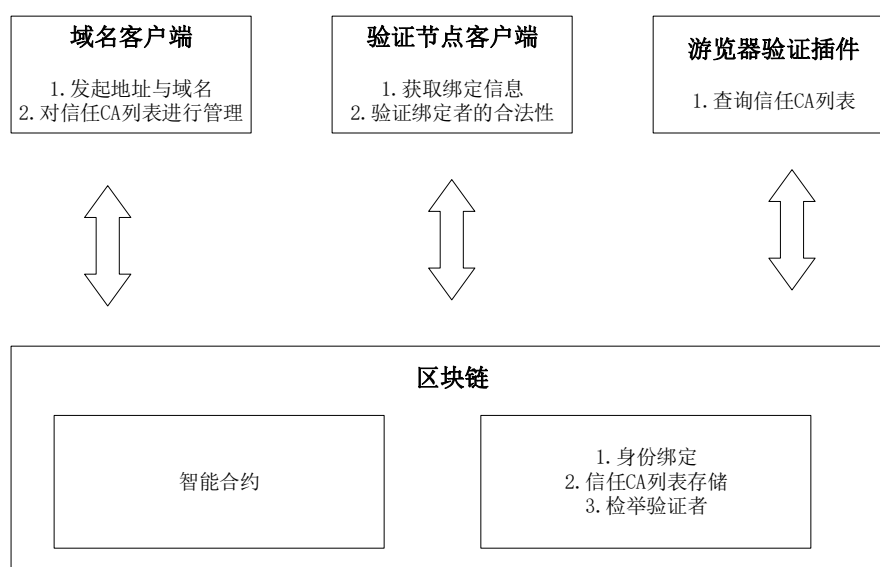 域名客户端
1.发起地址与域名
2.对信任CA列表进行管理
验证节点客户端
1.获取绑定信息
2.验证绑定者的合法性
游览器验证插件
1.查询信任CA列表
区块链
智能合约
1.身份绑定
2.信任CA列表存储
3.检举验证者